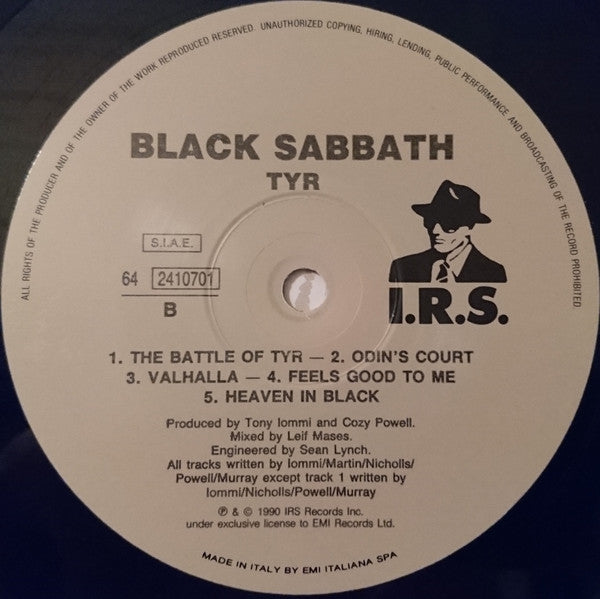 ALL RIGHTS OF THE PRODUCER AND OF THE OWNER OF THE WORK REPRODUCED RESERVED. UNAUTHORIZED COPYING, HIRING, LENDING, PUBLIC PERFORMANCE AND BROADCASTING OF THE RECORD PROHIBITED
BLACK SABBATH
TYR
S.I.A.E.
64 2410701
B
I.R.S.
1. THE BATTLE OF TYR — 2. ODIN'S COURT
3. VALHALLA — 4. FEELS GOOD TO ME
5. HEAVEN IN BLACK
Produced by Tony Iommi and Cozy Powell.
Mixed by Leif Mases.
Engineered by Sean Lynch.
All tracks written by Iommi/Martin/Nicholls/
Powell/Murray except track 1 written by
Iommi/Nicholls/Powell/Murray
℗ & © 1990 IRS Records Inc.
under exclusive license to EMI Records Ltd.
MADE IN ITALY BY EMI ITALIANA SPA